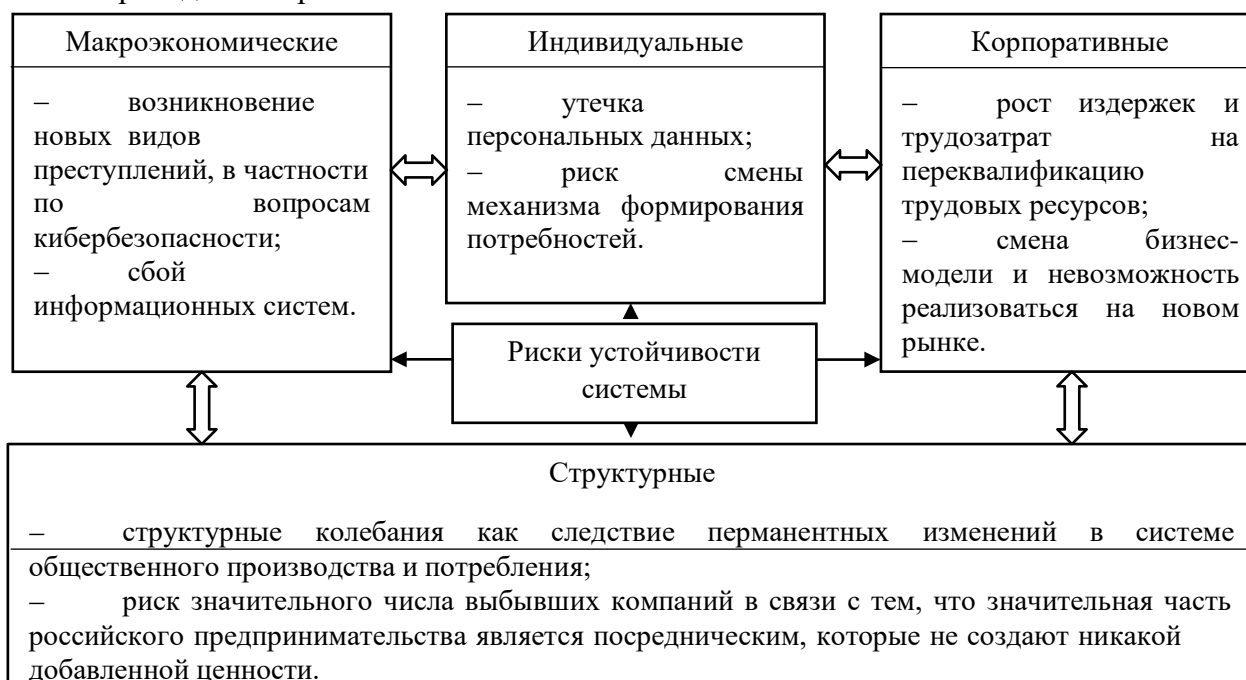 Макроэкономические
– возникновение
новых видов
преступлений, в частности
по вопросам
кибербезопасности;
– сбой
информационных систем.
Индивидуальные
– утечка
персональных данных;
– риск смены
механизма формирования
потребностей.
Корпоративные
– рост издержек и
трудозатрат на
переквалификацию
трудовых ресурсов;
– смена бизнес-
модели и невозможность
реализоваться на новом
рынке.
Риски устойчивости
системы
Структурные
– структурные колебания как следствие перманентных изменений в системе
общественного производства и потребления;
– риск значительного числа выбывших компаний в связи с тем, что значительная часть
российского предпринимательства является посредническим, которые не создают никакой
добавленной ценности.